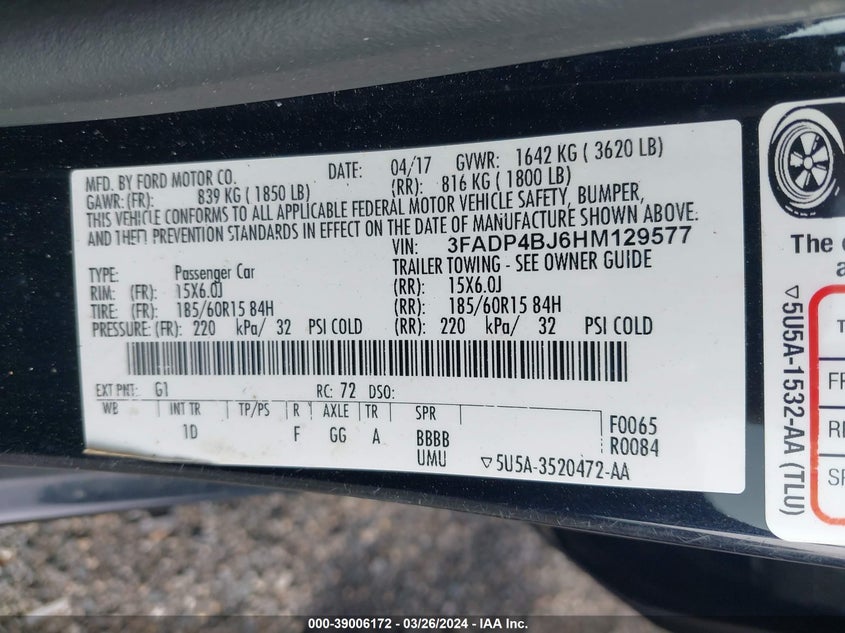 MFD. BY FORD MOTOR CO. DATE: 04/17 GVWR: 1642 KG ( 3620 LB)
GAWR: (FR): 839 KG ( 1850 LB) (RR): 816 KG ( 1800 LB)
THIS VEHICLE CONFORMS TO ALL APPLICABLE FEDERAL MOTOR VEHICLE SAFETY, BUMPER,
AND THEFT PREVENTION STANDARDS IN EFFECT ON THE DATE OF MANUFACTURE SHOWN ABOVE.
VIN: 3FADP4BJ6HM129577
TYPE: Passenger Car TRAILER TOWING - SEE OWNER GUIDE
RIM: (FR): 15X6.0J (RR): 15X6.0J
TIRE: (FR): 185/60R15 84H (RR): 185/60R15 84H
PRESSURE: (FR): 220 kPa/ 32 PSI COLD (RR): 220 kPa/ 32 PSI COLD
EXT PNT: G1 RC: 72 DSO:
WB INT TR TP/PS R AXLE TR SPR F0065
1D F GG A BBBB R0084
UMU ▽5U5A-3520472-AA
The
▽5U5A-1532-AA (TLU)
000-39006172 - 03/26/2024 - IAA Inc.